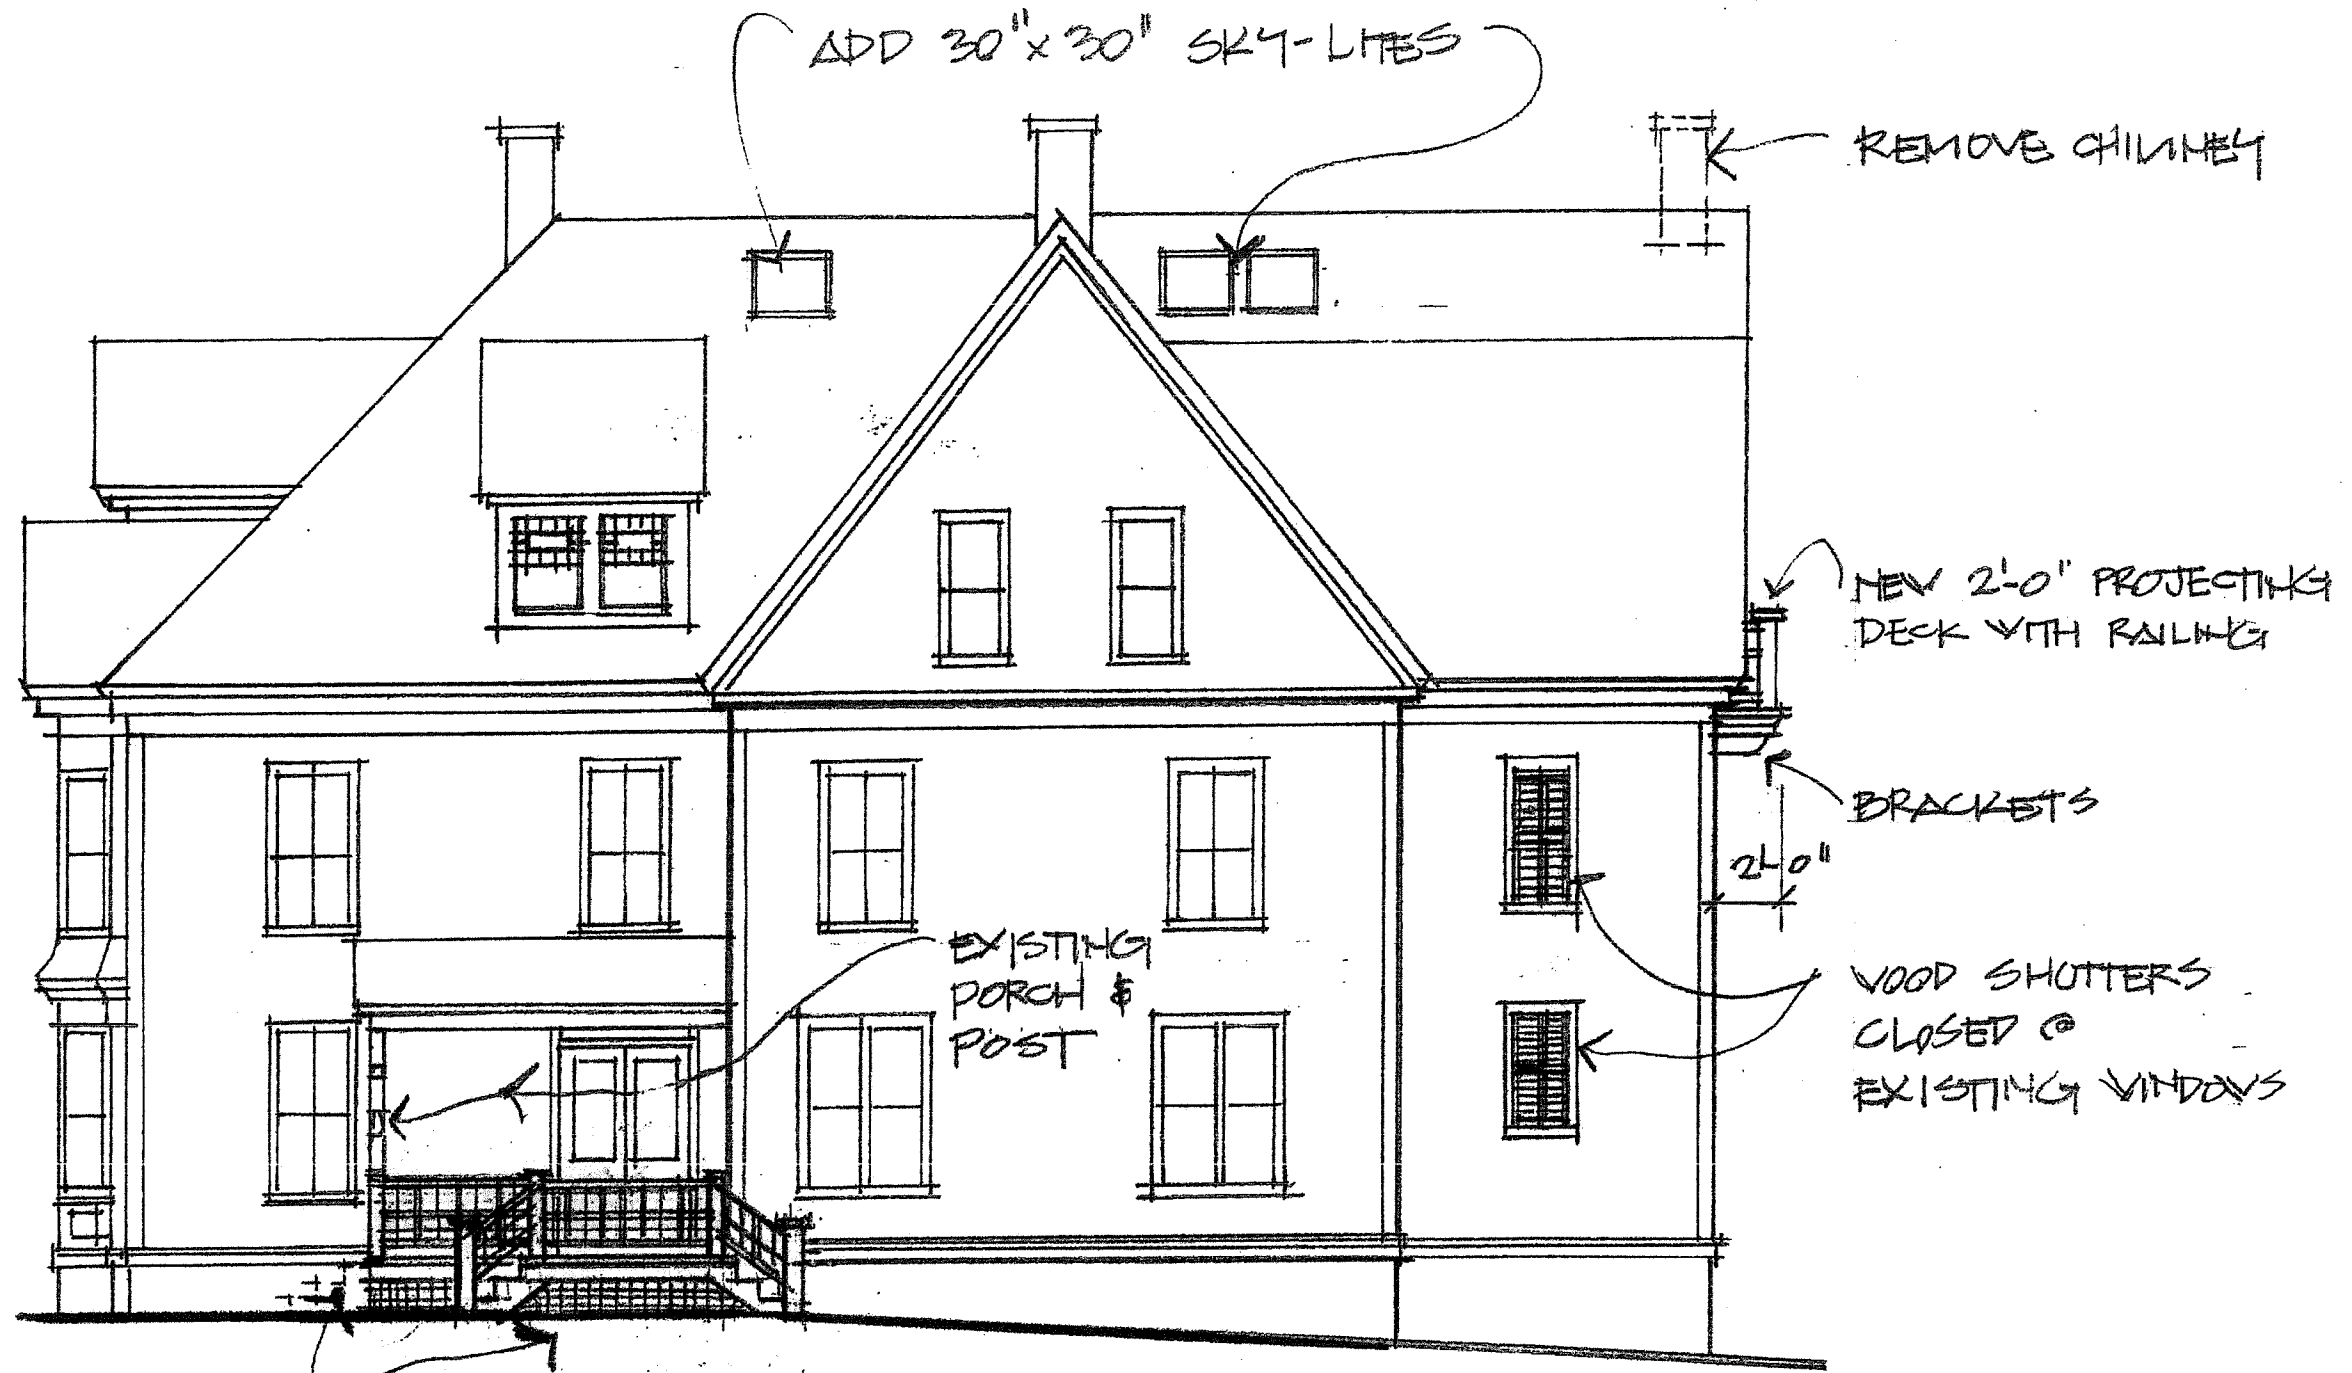 ADD 30"x30" SKY-LITES
REMOVE CHIMNEY
NEW 2'-0" PROJECTING
DECK WITH RAILING
BRACKETS
2'-0"
EXISTING
PORCH &
POST
WOOD SHUTTERS
CLOSED @
EXISTING WINDOWS